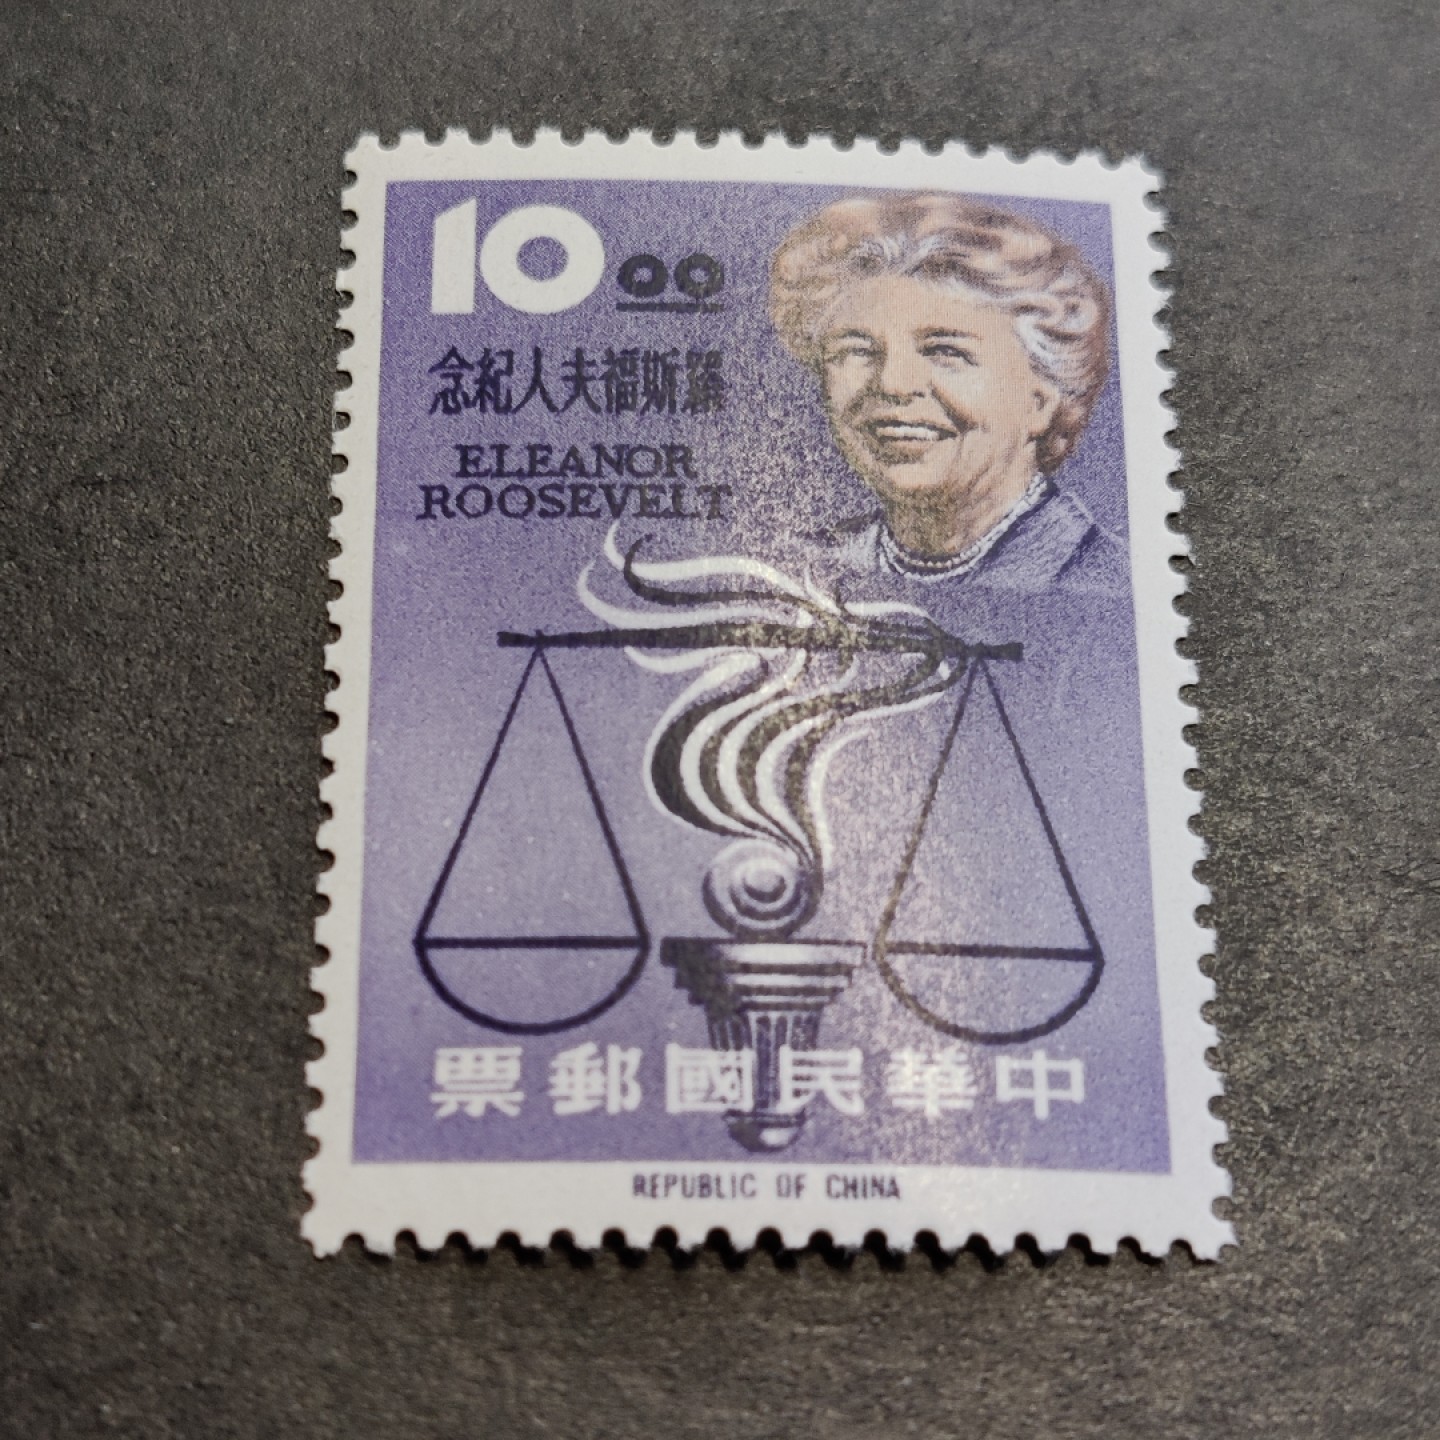 10.00
羅斯福夫人紀念
ELEANOR
ROOSEVELT
中華民國郵票
REPUBLIC OF CHINA